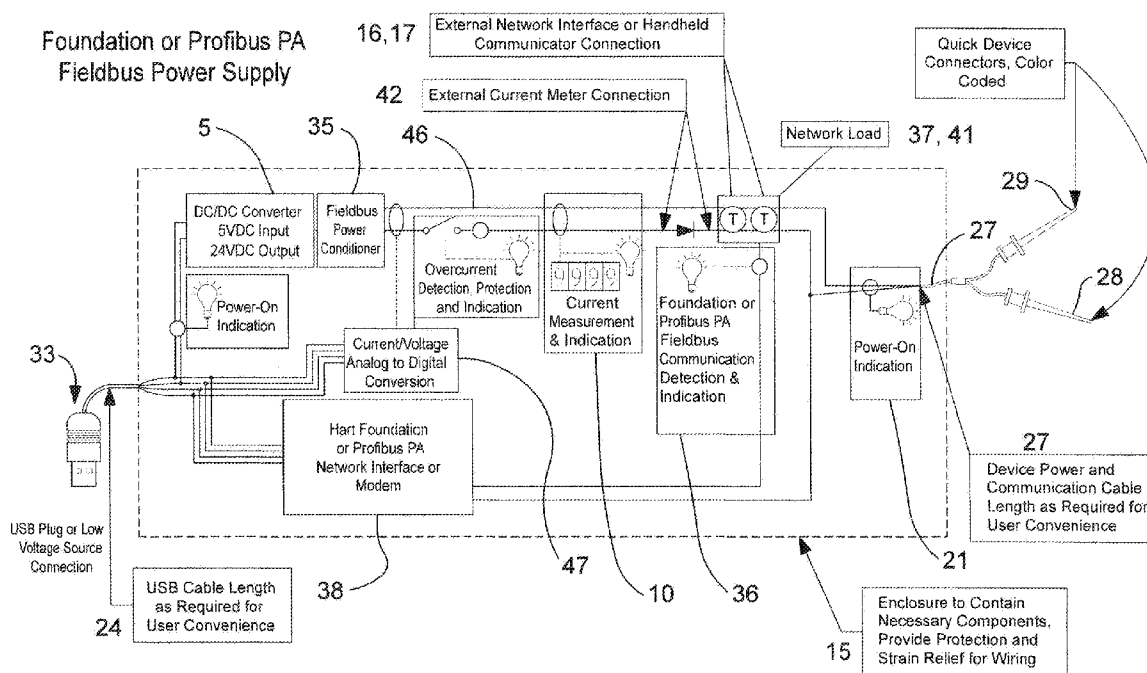 Foundation or Profibus PA
Fieldbus Power Supply
16,17
External Network Interface or Handheld
Communicator Connection
42
External Current Meter Connection
Quick Device
Connectors, Color
Coded
5
35
46
Network Load
37, 41
DC/DC Converter
5VDC Input
24VDC Output
Fieldbus
Power
Conditioner
T T
29
27
28
Overcurrent
Detection, Protection
and Indication
9999
Current
Measurement
& Indication
Foundation or
Profibus PA
Fieldbus
Communication
Detection &
Indication
Power-On
Indication
Power-On
Indication
33
Current/Voltage
Analog to Digital
Conversion
Hart Foundation
or Profibus PA
Network Interface or
Modem
27
Device Power and
Communication Cable
Length as Required for
User Convenience
USB Plug or Low
Voltage Source
Connection
24
USB Cable Length
as Required for
User Convenience
38
47
10
36
21
15
Enclosure to Contain
Necessary Components,
Provide Protection and
Strain Relief for Wiring